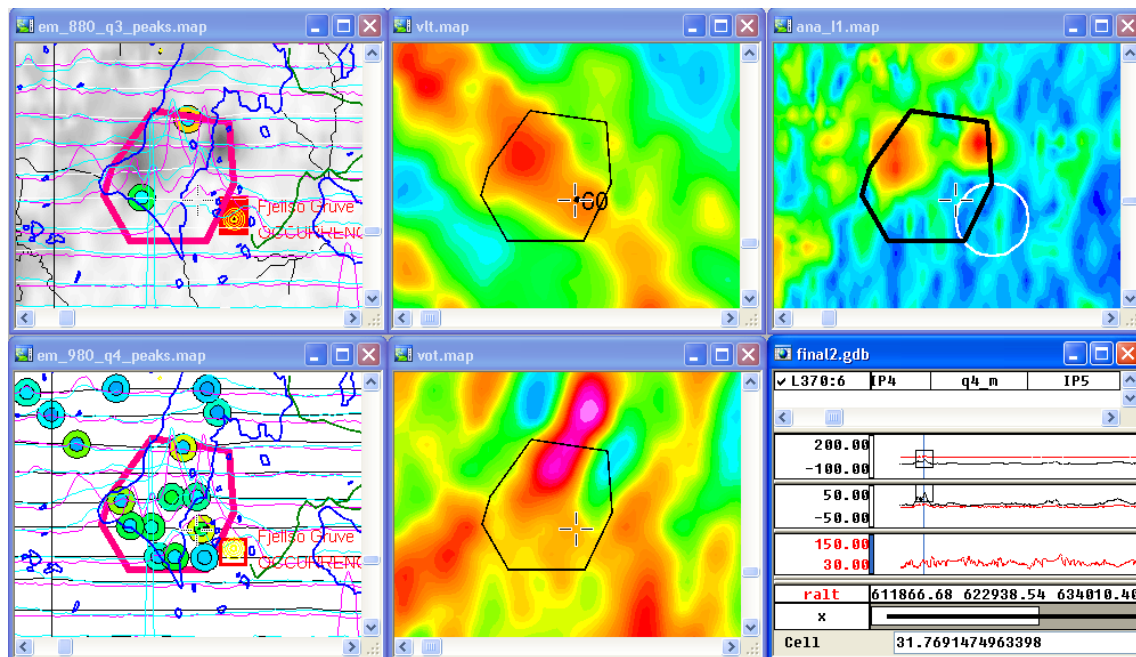 em_880_q3_peaks.map
vlt.map
ana_l1.map
Fjellso Gruve
OCCURRENC
60
em_980_q4_peaks.map
vot.map
final2.gdb
L370:6 IP4 q4_m IP5
200.00
-100.00
50.00
-50.00
Fjellso Gruve
OCCURRENC
150.00
30.00
ralt 611866.68 622938.54 634010.40
x
Cell 31.7691474963398